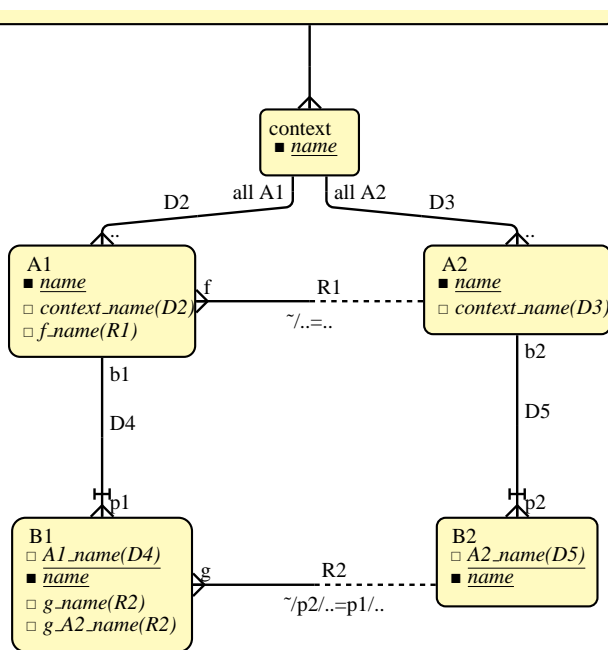 context
■ name
all A1
all A2
D2
D3
..
..
A1
■ name
□ context_name(D2)
□ f_name(R1)
f
R1
~/..=..
A2
■ name
□ context_name(D3)
b1
b2
D4
D5
p1
p2
B1
□ A1_name(D4)
■ name
□ g_name(R2)
□ g_A2_name(R2)
g
R2
~/p2/..=p1/..
B2
□ A2_name(D5)
■ name